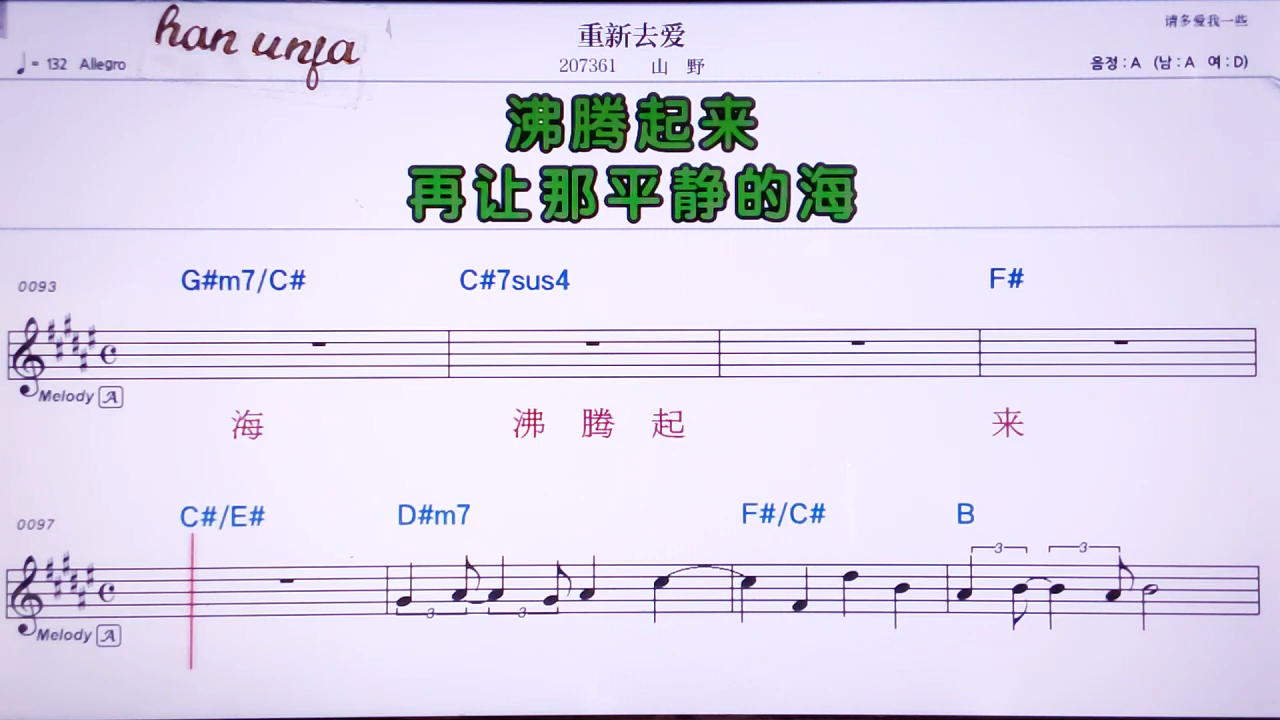 han unfa
重新去爱
请多爱我一些
♩= 132 Allegro
207361 山 野
음정 : A (남 : A 여 : D)
沸腾起来
再让那平静的海
0093 G#m7/C# C#7sus4 F#
Melody A
海 沸 腾 起 来
0097 C#/E# D#m7 F#/C# B
3 3 3 3
Melody A